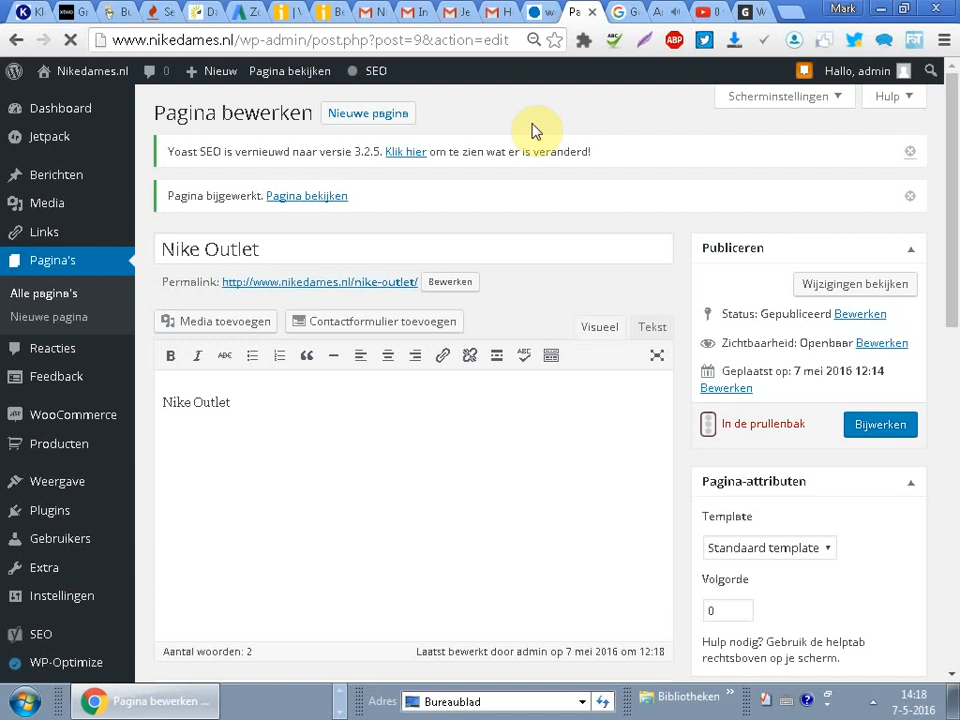 Mark
www.nikedames.nl/wp-admin/post.php?post=9&action=edit
Nikedames.nl 0 Nieuw Pagina bekijken SEO Hallo, admin
Dashboard
Jetpack
Berichten
Media
Links
Pagina's
Alle pagina's
Nieuwe pagina
Reacties
Feedback
WooCommerce
Producten
Weergave
Plugins
Gebruikers
Extra
Instellingen
SEO
WP-Optimize
Scherminstellingen Hulp
Pagina bewerken Nieuwe pagina
Yoast SEO is vernieuwd naar versie 3.2.5. Klik hier om te zien wat er is veranderd!
Pagina bijgewerkt. Pagina bekijken
Nike Outlet
Permalink: http://www.nikedames.nl/nike-outlet/ Bewerken
Media toevoegen Contactformulier toevoegen Visueel Tekst
Nike Outlet
Aantal woorden: 2 Laatst bewerkt door admin op 7 mei 2016 om 12:18
Publiceren
Wijzigingen bekijken
Status: Gepubliceerd Bewerken
Zichtbaarheid: Openbaar Bewerken
Geplaatst op: 7 mei 2016 12:14
Bewerken
In de prullenbak Bijwerken
Pagina-attributen
Template
Standaard template
Volgorde
0
Hulp nodig? Gebruik de helptab
rechtsboven op je scherm.
Pagina bewerken ... Adres Bureaublad Bibliotheken 14:18
7-5-2016